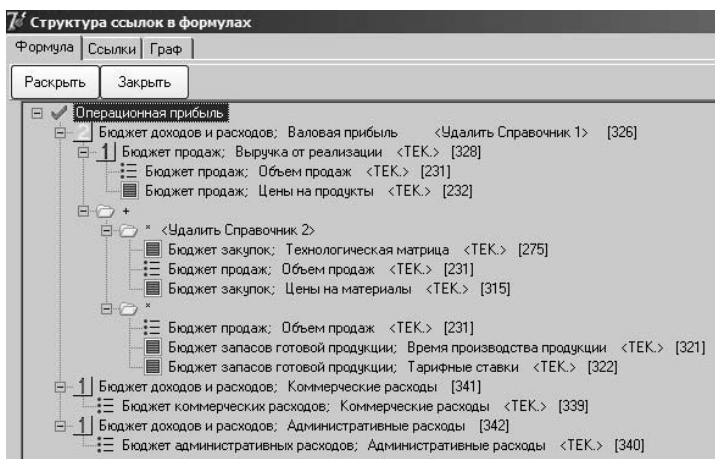 Структура ссылок в формулах
Формула Ссылки Граф
Раскрыть Закрыть
Операционная прибыль
2 Бюджет доходов и расходов; Валовая прибыль <Удалить Справочник 1> [326]
1 Бюджет продаж; Выручка от реализации <ТЕК.> [328]
Бюджет продаж; Объем продаж <ТЕК.> [231]
Бюджет продаж; Цены на продукты <ТЕК.> [232]
+
* <Удалить Справочник 2>
Бюджет закупок; Технологическая матрица <ТЕК.> [275]
Бюджет продаж; Объем продаж <ТЕК.> [231]
Бюджет закупок; Цены на материалы <ТЕК.> [315]
*
Бюджет продаж; Объем продаж <ТЕК.> [231]
Бюджет запасов готовой продукции; Время производства продукции <ТЕК.> [321]
Бюджет запасов готовой продукции; Тарифные ставки <ТЕК.> [322]
1 Бюджет доходов и расходов; Коммерческие расходы [341]
Бюджет коммерческих расходов; Коммерческие расходы <ТЕК.> [339]
1 Бюджет доходов и расходов; Административные расходы [342]
Бюджет административных расходов; Административные расходы <ТЕК.> [340]